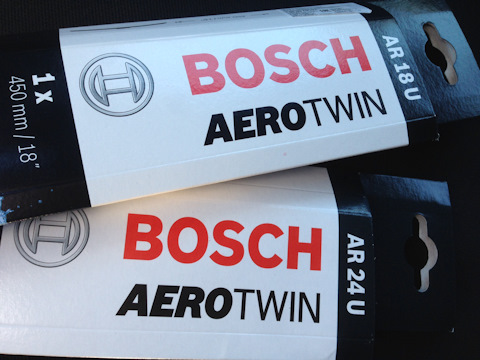 1 x
450 mm / 18"
BOSCH
AEROTWIN
AR 18 U
BOSCH
AEROTWIN
AR 24 U